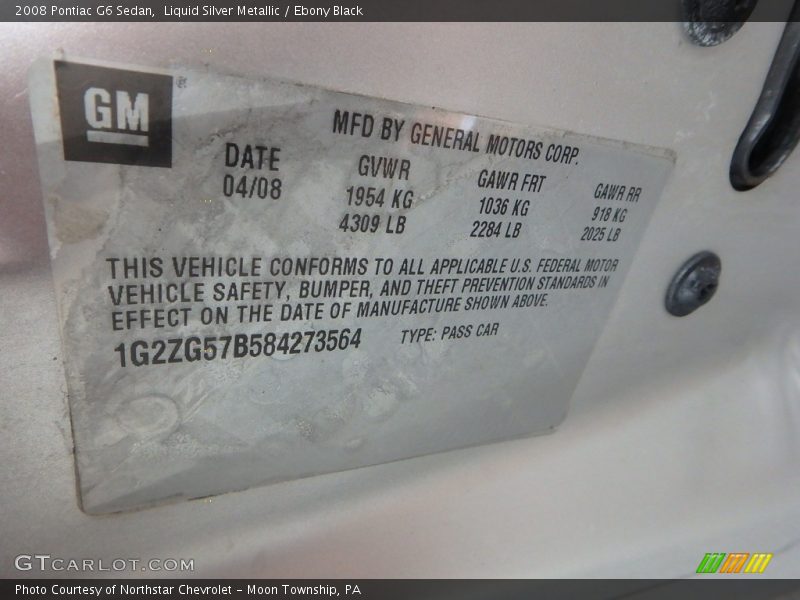 2008 Pontiac G6 Sedan,  Liquid Silver Metallic / Ebony Black
GM
MFD BY GENERAL MOTORS CORP.
DATE GVWR GAWR FRT GAWR RR
04/08 1954 KG 1036 KG 918 KG
4309 LB 2284 LB 2025 LB
THIS VEHICLE CONFORMS TO ALL APPLICABLE U.S. FEDERAL MOTOR
VEHICLE SAFETY, BUMPER, AND THEFT PREVENTION STANDARDS IN
EFFECT ON THE DATE OF MANUFACTURE SHOWN ABOVE.
1G2ZG57B584273564 TYPE: PASS CAR
GTCARLOT.COM
Photo Courtesy of Northstar Chevrolet - Moon Township, PA